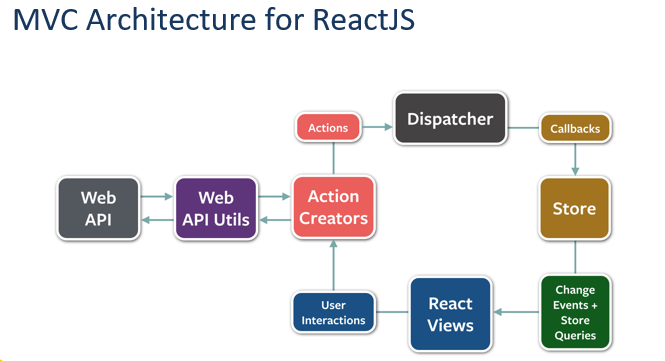 MVC Architecture for ReactJS
Actions
Dispatcher
Callbacks
Web
API
Web
API Utils
Action
Creators
Store
User
Interactions
React
Views
Change
Events +
Store
Queries